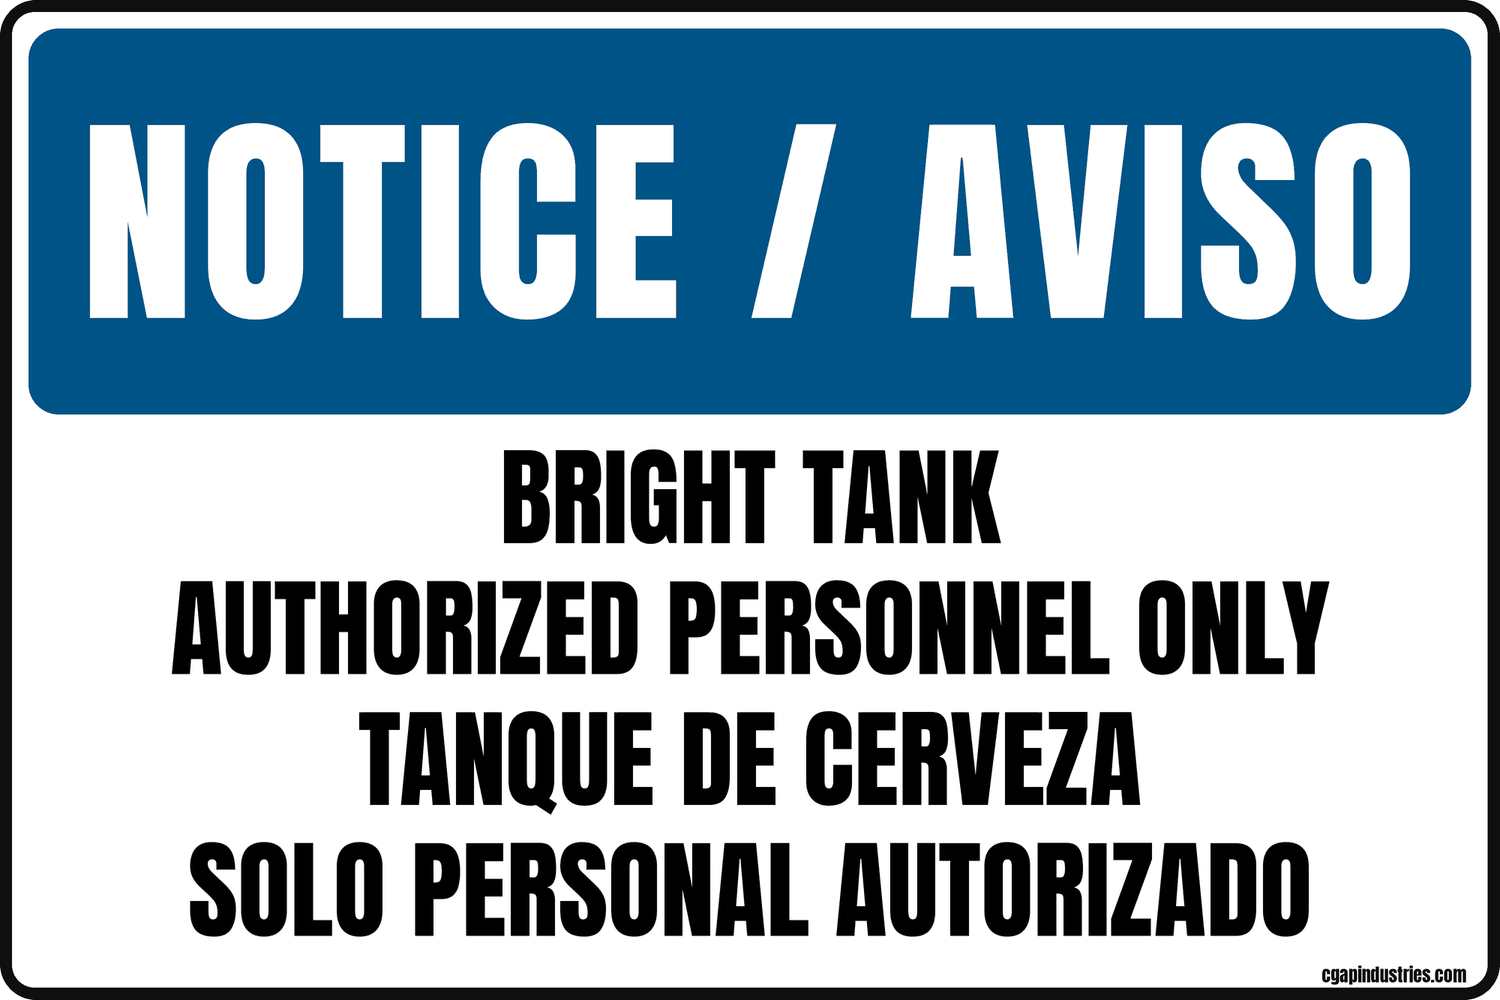 NOTICE / AVISO
BRIGHT TANK
AUTHORIZED PERSONNEL ONLY
TANQUE DE CERVEZA
SOLO PERSONAL AUTORIZADO
cgapindustries.com